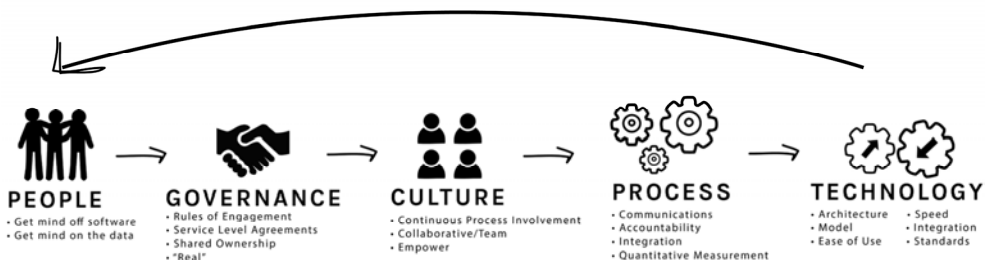 PEOPLE
• Get mind off software
• Get mind on the data
GOVERNANCE
• Rules of Engagement
• Service Level Agreements
• Shared Ownership
• "Real"
CULTURE
• Continuous Process Involvement
• Collaborative/Team
• Empower
PROCESS
• Communications
• Accountability
• Integration
• Quantitative Measurement
TECHNOLOGY
• Architecture
• Model
• Ease of Use
• Speed
• Integration
• Standards